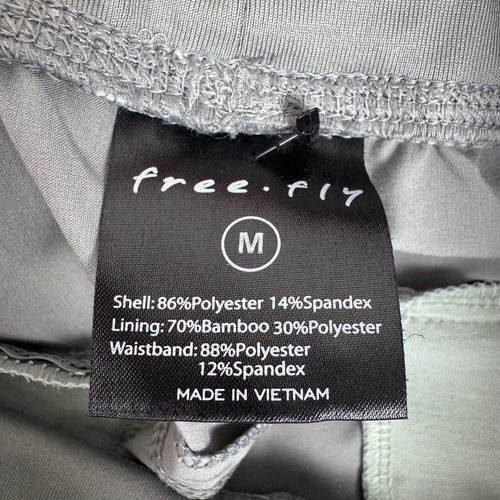 free.fly
M
Shell: 86%Polyester 14%Spandex
Lining: 70%Bamboo 30%Polyester
Waistband: 88%Polyester
12%Spandex
MADE IN VIETNAM